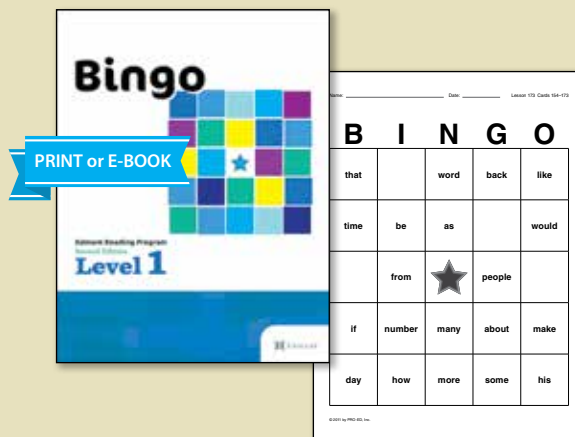 Bingo
PRINT or E-BOOK
Edmark Reading Program
Second Edition
Level 1
Name: Date: Lesson 173 Cards 154–173
B I N G O
that word back like
time be as would
from people
if number many about make
day how more some his
© 2021 by PRO-ED, Inc.